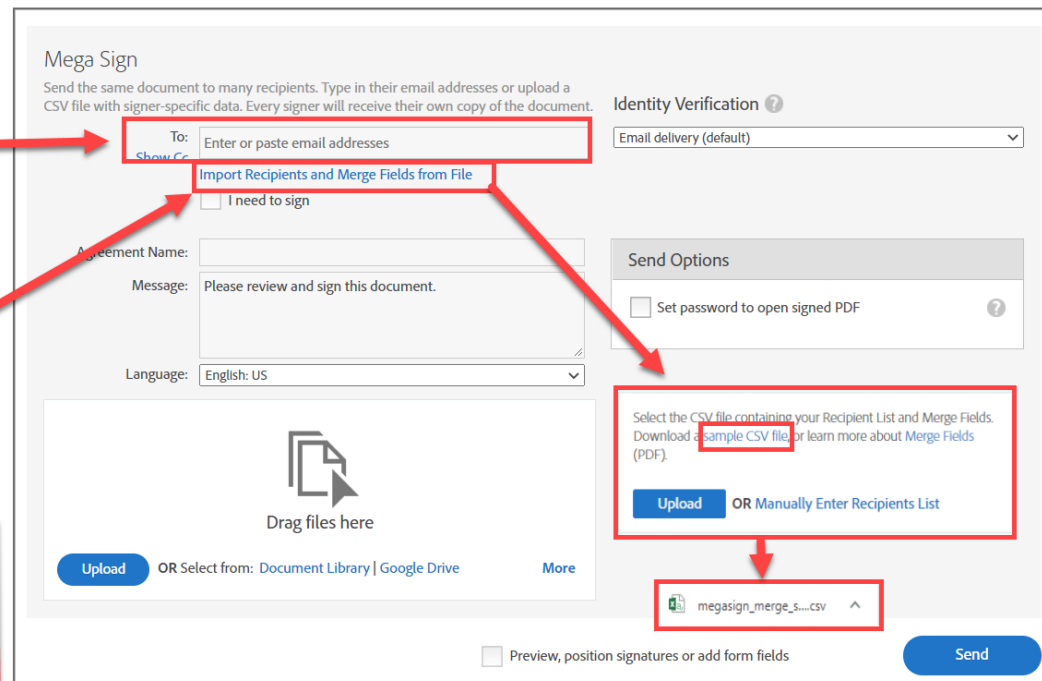 Mega Sign
Send the same document to many recipients. Type in their email addresses or upload a
CSV file with signer-specific data. Every signer will receive their own copy of the document.
To:
Enter or paste email addresses
Show Cc
Import Recipients and Merge Fields from File
I need to sign
Agreement Name:
Message:
Please review and sign this document.
Language:
English: US
Drag files here
Upload
OR Select from: Document Library | Google Drive
More
Identity Verification ?
Email delivery (default)
Send Options
Set password to open signed PDF
?
Select the CSV file containing your Recipient List and Merge Fields.
Download a sample CSV file, or learn more about Merge Fields
(PDF).
Upload
OR Manually Enter Recipients List
megasign_merge_s....csv
Preview, position signatures or add form fields
Send